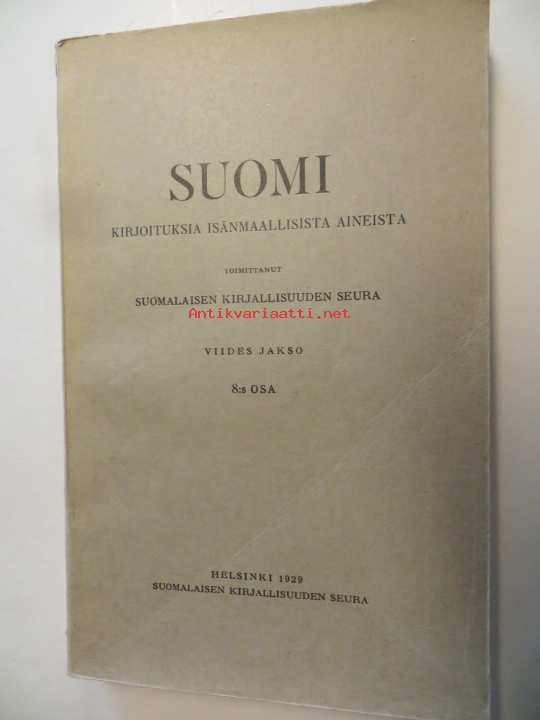 SUOMI
KIRJOITUKSIA ISÄNMAALLISISTA AINEISTA
TOIMITTANUT
SUOMALAISEN KIRJALLISUUDEN SEURA
Antikvariaatti.net
VIIDES JAKSO
8:s OSA
HELSINKI 1929
SUOMALAISEN KIRJALLISUUDEN SEURA